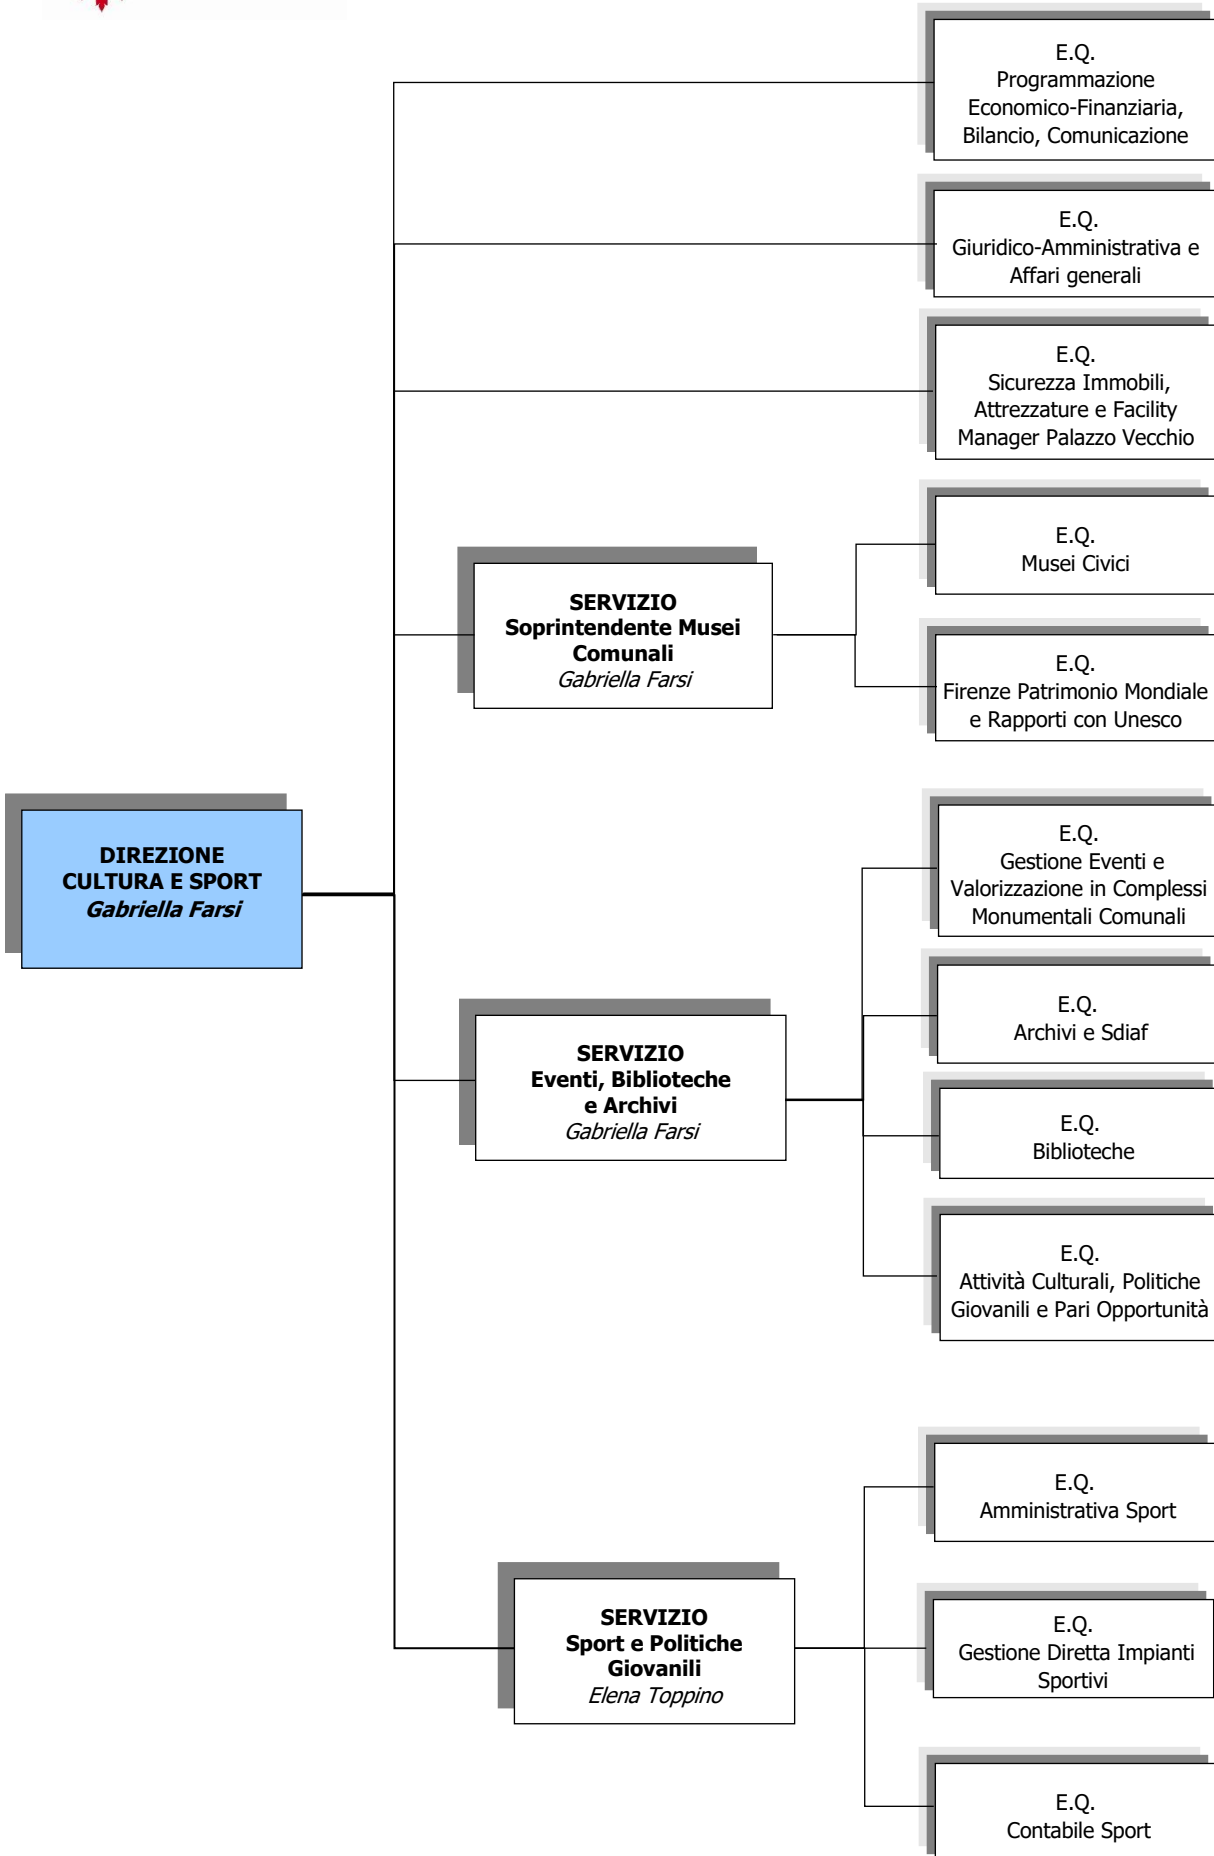 E.Q.
Programmazione
Economico-Finanziaria,
Bilancio, Comunicazione
E.Q.
Giuridico-Amministrativa e
Affari generali
E.Q.
Sicurezza Immobili,
Attrezzature e Facility
Manager Palazzo Vecchio
SERVIZIO
Soprintendente Musei
Comunali
Gabriella Farsi
E.Q.
Musei Civici
E.Q.
Firenze Patrimonio Mondiale
e Rapporti con Unesco
DIREZIONE
CULTURA E SPORT
Gabriella Farsi
SERVIZIO
Eventi, Biblioteche
e Archivi
Gabriella Farsi
E.Q.
Gestione Eventi e
Valorizzazione in Complessi
Monumentali Comunali
E.Q.
Archivi e Sdiaf
E.Q.
Biblioteche
E.Q.
Attività Culturali, Politiche
Giovanili e Pari Opportunità
SERVIZIO
Sport e Politiche
Giovanili
Elena Toppino
E.Q.
Amministrativa Sport
E.Q.
Gestione Diretta Impianti
Sportivi
E.Q.
Contabile Sport